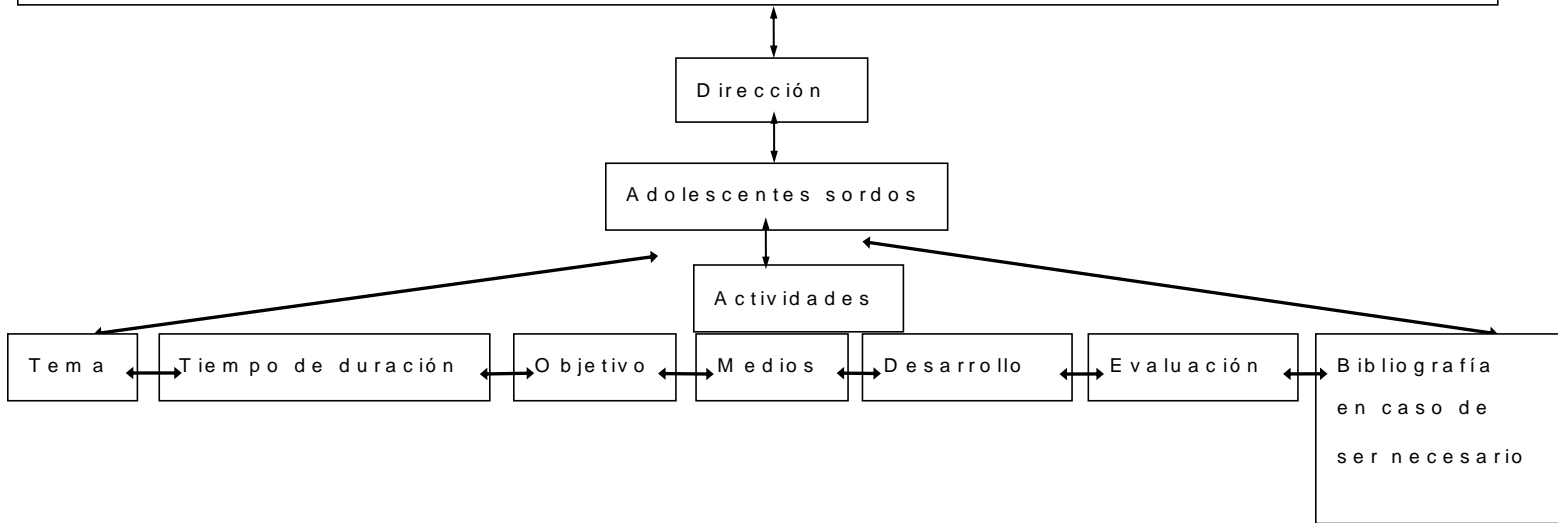 Dirección
Adolescentes sordos
Actividades
Tema
Tiempo de duración
Objetivo
Medios
Desarrollo
Evaluación
Bibliografía
en caso de
ser necesario